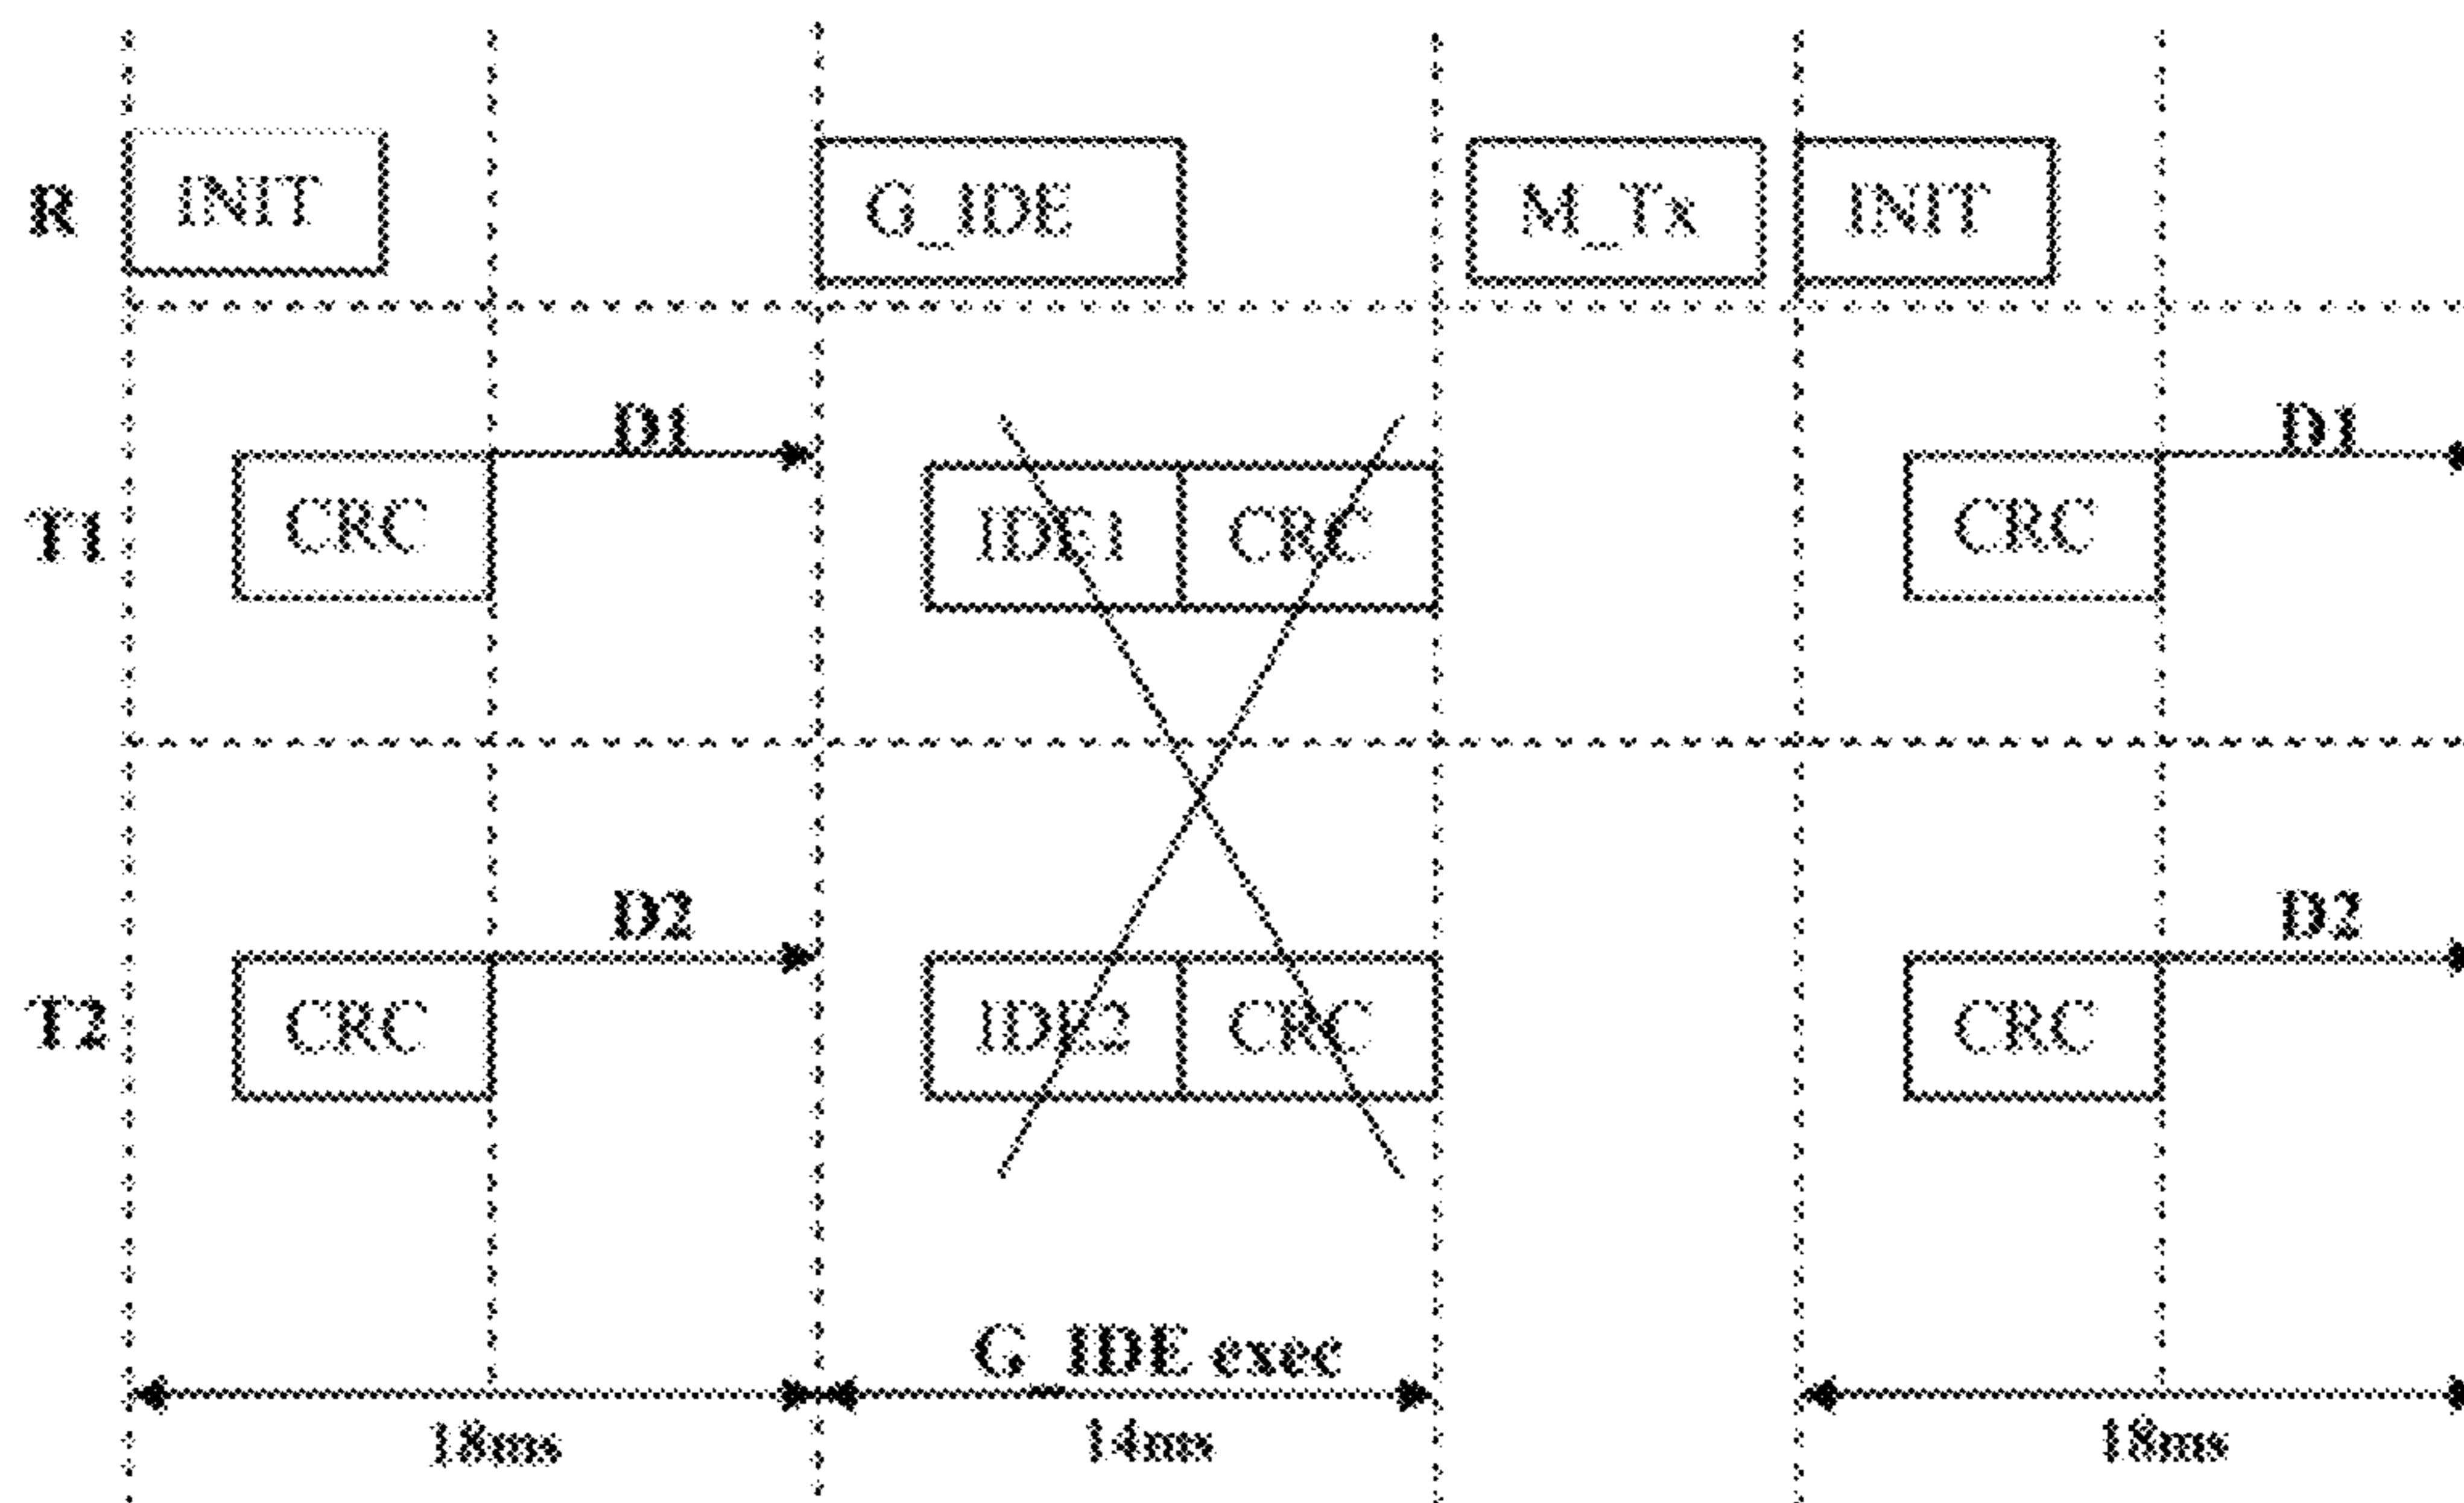 R INIT G_IDE M_Tx INIT
D1 D1
T1 CRC IDE1 CRC CRC
D2 D2
T2 CRC IDE2 CRC CRC
G_IDE exec
18ms 14ms 18ms